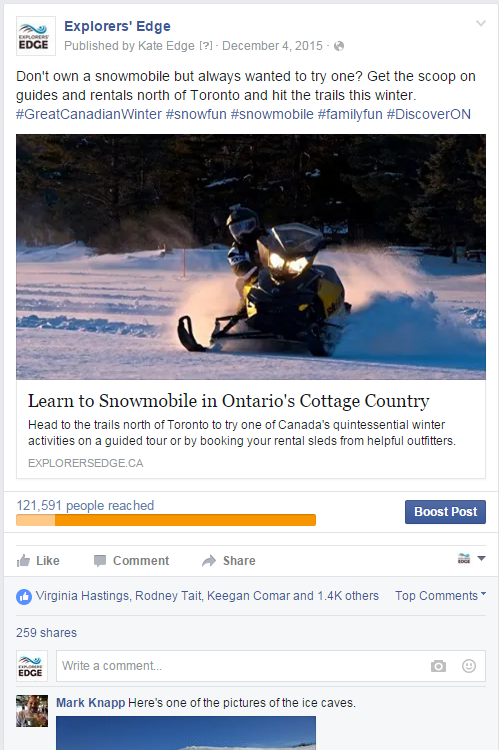 EXPLORERS'
EDGE
Explorers' Edge
Published by Kate Edge [?] · December 4, 2015 ·
Don't own a snowmobile but always wanted to try one? Get the scoop on
guides and rentals north of Toronto and hit the trails this winter.
#GreatCanadianWinter #snowfun #snowmobile #familyfun #DiscoverON
Learn to Snowmobile in Ontario's Cottage Country
Head to the trails north of Toronto to try one of Canada's quintessential winter
activities on a guided tour or by booking your rental sleds from helpful outfitters.
EXPLORERSEDGE.CA
121,591 people reached
Boost Post
Like Comment Share
EDGE
Virginia Hastings, Rodney Tait, Keegan Comar and 1.4K others Top Comments
259 shares
EXPLORERS'
EDGE
Write a comment...
Mark Knapp Here's one of the pictures of the ice caves.